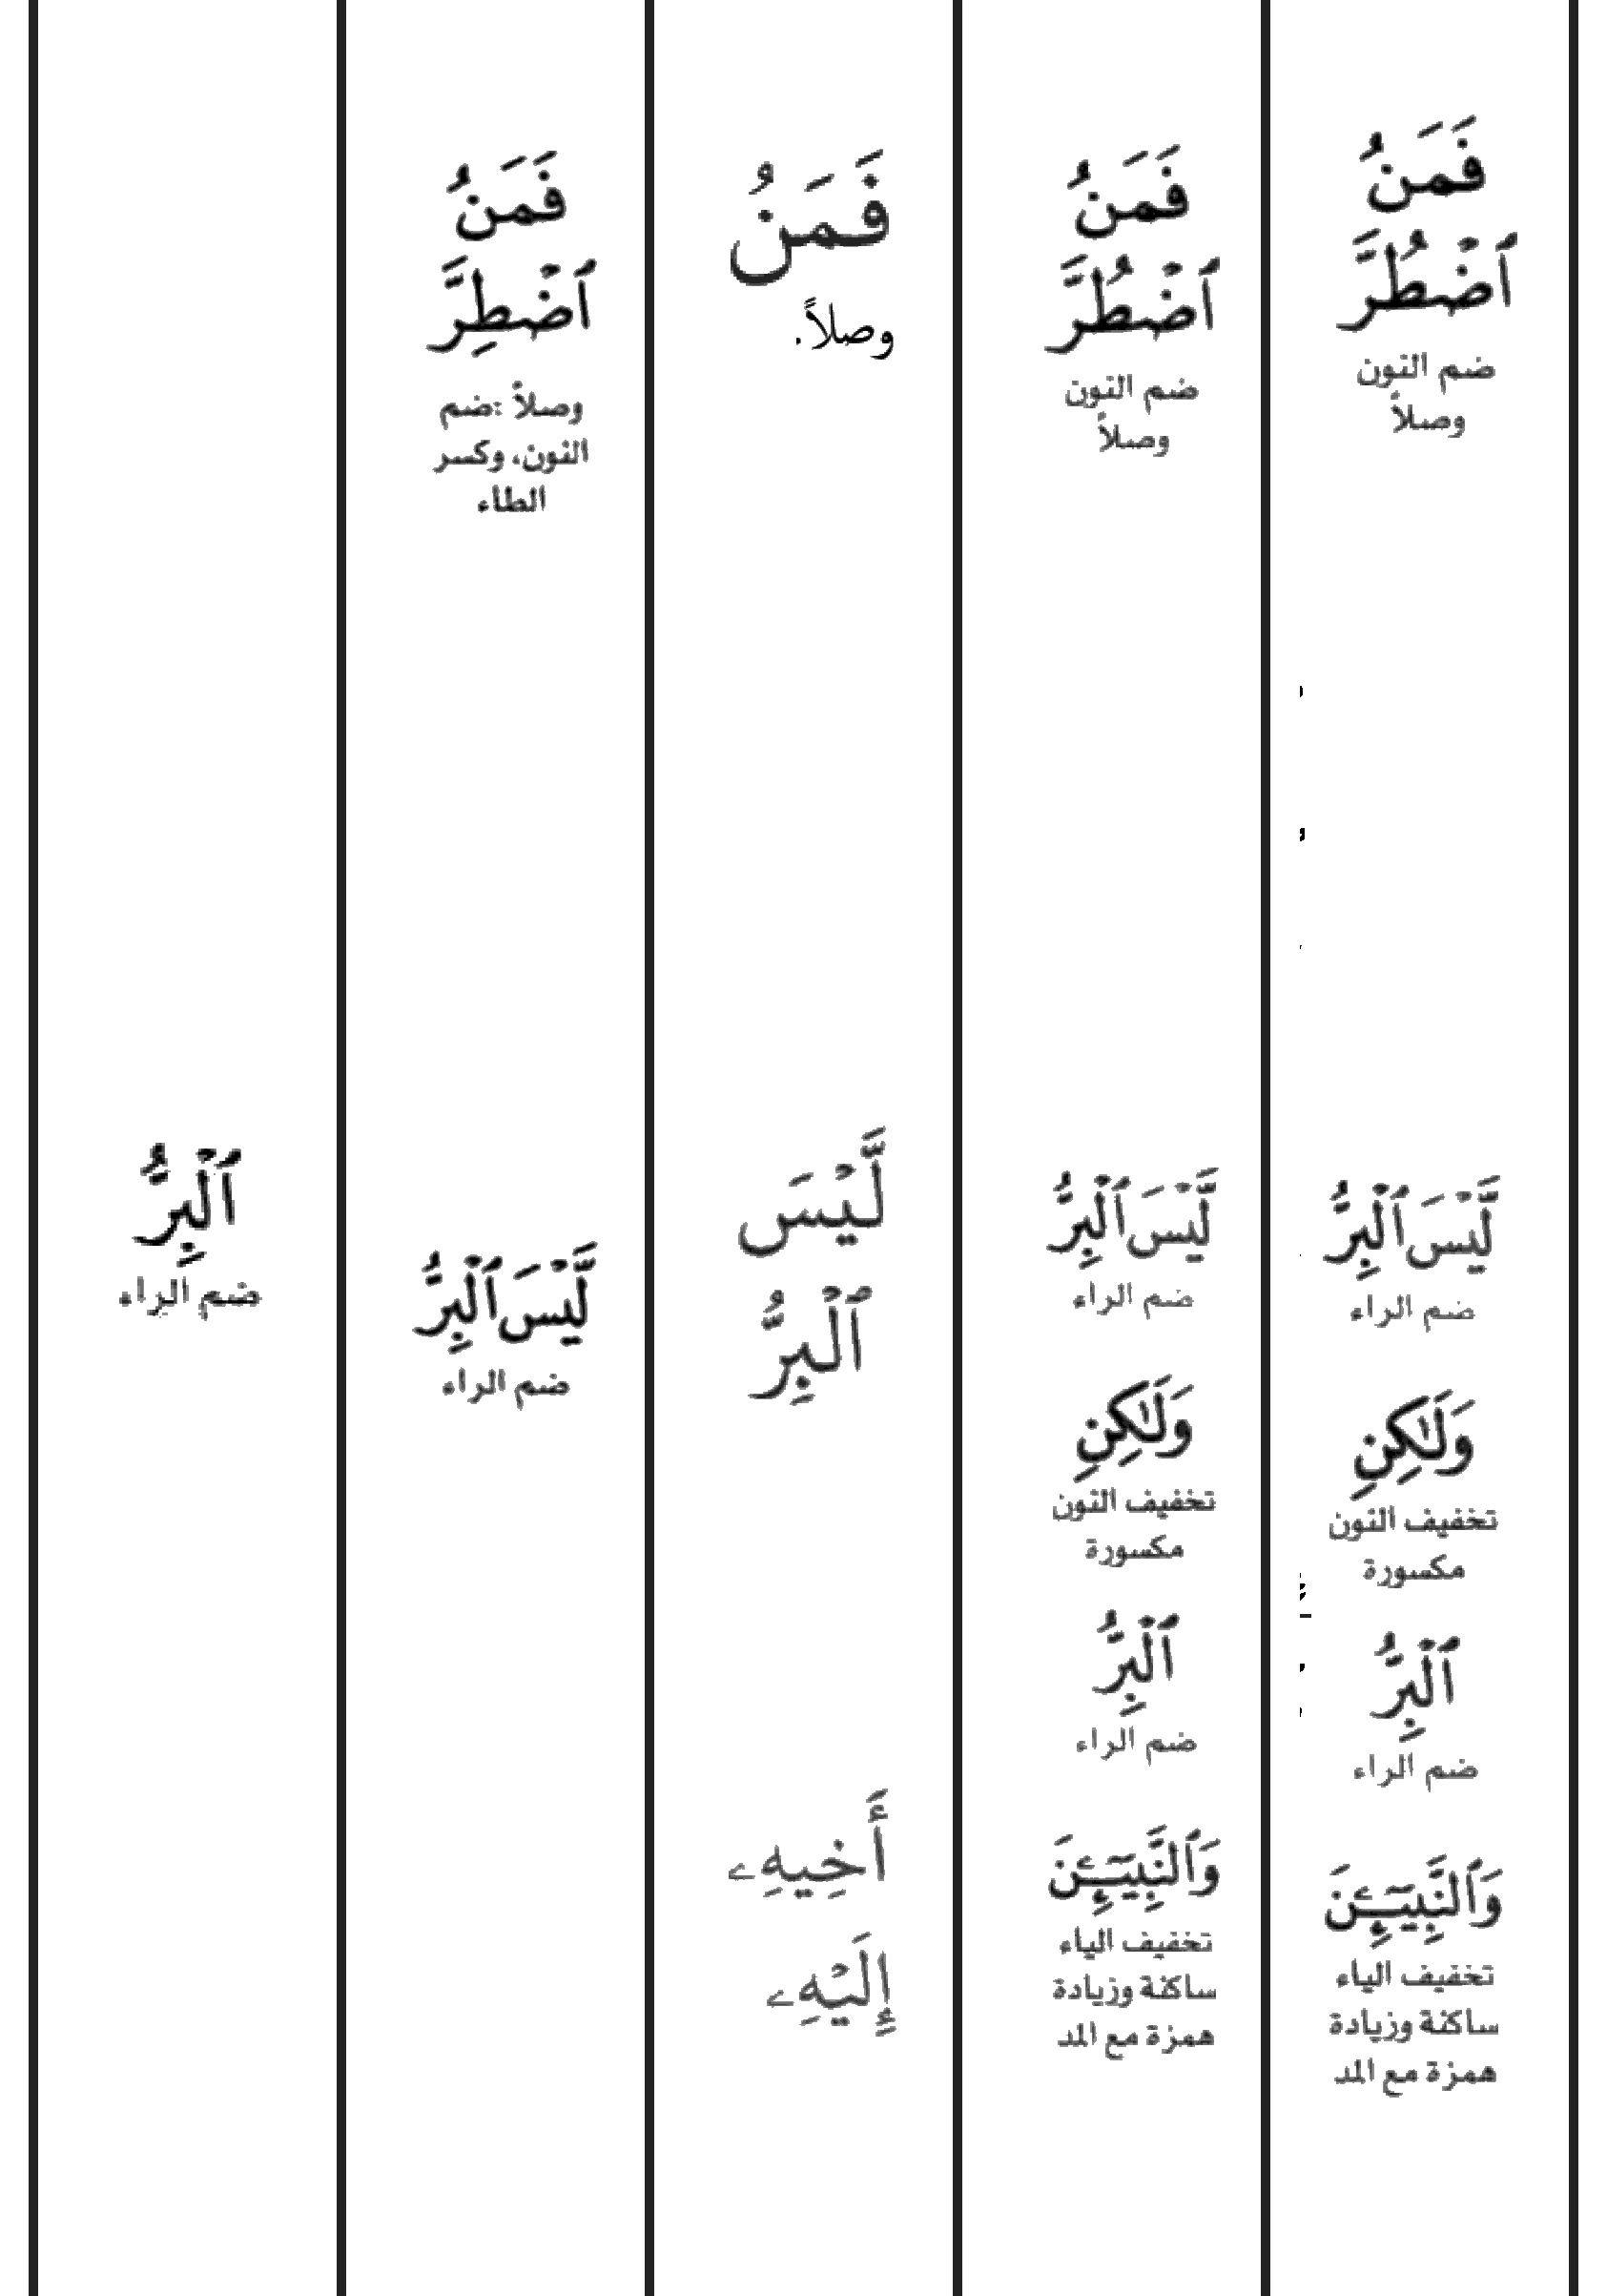 فَمَنُ
ٱضۡطُرَّ
ضم النون
وصلاً
لَّيۡسَ ٱلۡبِرُّ
ضم الراء
وَلَٰكِنِ
تخفيف النون
مكسورة
ٱلۡبِرُّ
ضم الراء
وَٱلنَّبِيٓـِٔنَ
تخفيف الياء
ساكنة وزيادة
همزة مع المد
فَمَنُ
ٱضۡطُرَّ
ضم النون
وصلاً
لَّيۡسَ ٱلۡبِرُّ
ضم الراء
وَلَٰكِنِ
تخفيف النون
مكسورة
ٱلۡبِرُّ
ضم الراء
وَٱلنَّبِيٓـِٔنَ
تخفيف الياء
ساكنة وزيادة
همزة مع المد
فَمَنُ
وصلاً.
لَّيۡسَ
ٱلۡبِرُّ
أَخِيهِۦ
إِلَيۡهِۦ
فَمَنُ
ٱضۡطِرَّ
وصلاً :ضم
النون، وكسر
الطاء
لَّيۡسَ ٱلۡبِرُّ
ضم الراء
ٱلۡبِرُّ
ضم الراء